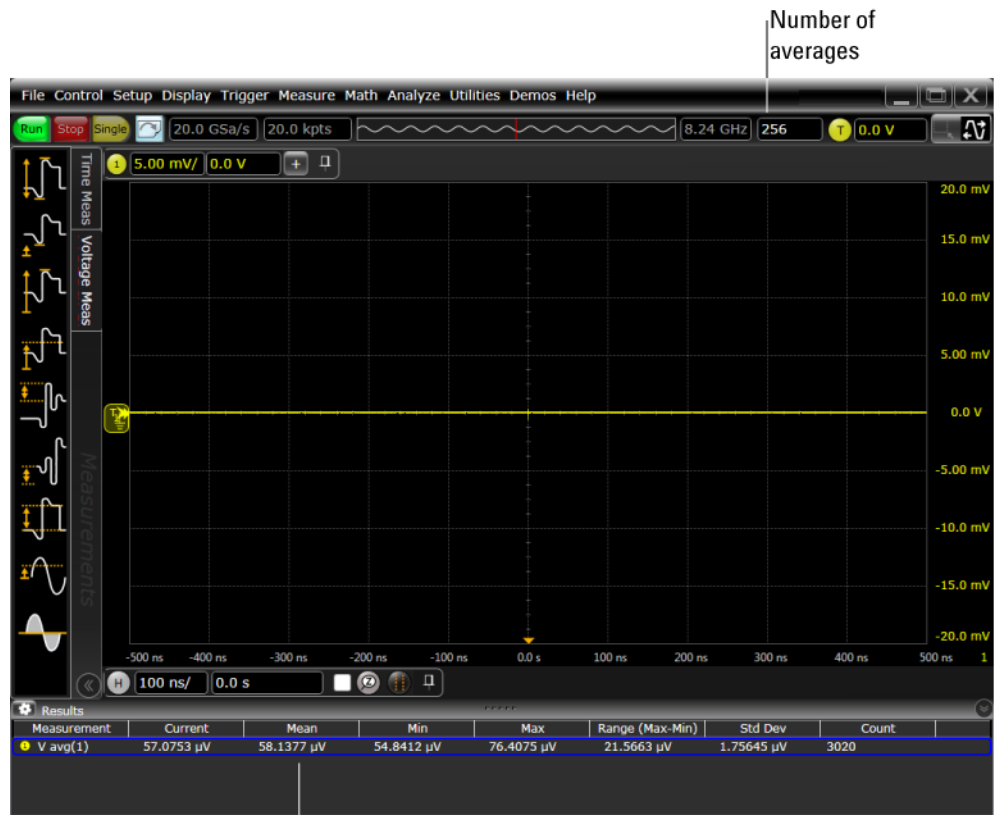 Number of
averages
File Control Setup Display Trigger Measure Math Analyze Utilities Demos Help
Run Stop Single 20.0 GSa/s 20.0 kpts 8.24 GHz 256 T 0.0 V
1 5.00 mV/ 0.0 V +
Time Meas
Voltage Meas
Measurements
20.0 mV
15.0 mV
10.0 mV
5.00 mV
T 0.0 V
-5.00 mV
-10.0 mV
-15.0 mV
-20.0 mV
-500 ns -400 ns -300 ns -200 ns -100 ns 0.0 s 100 ns 200 ns 300 ns 400 ns 500 ns 1
H 100 ns/ 0.0 s Z
Results
Measurement Current Mean Min Max Range (Max-Min) Std Dev Count
1 V avg(1) 57.0753 µV 58.1377 µV 54.8412 µV 76.4075 µV 21.5663 µV 1.75645 µV 3020